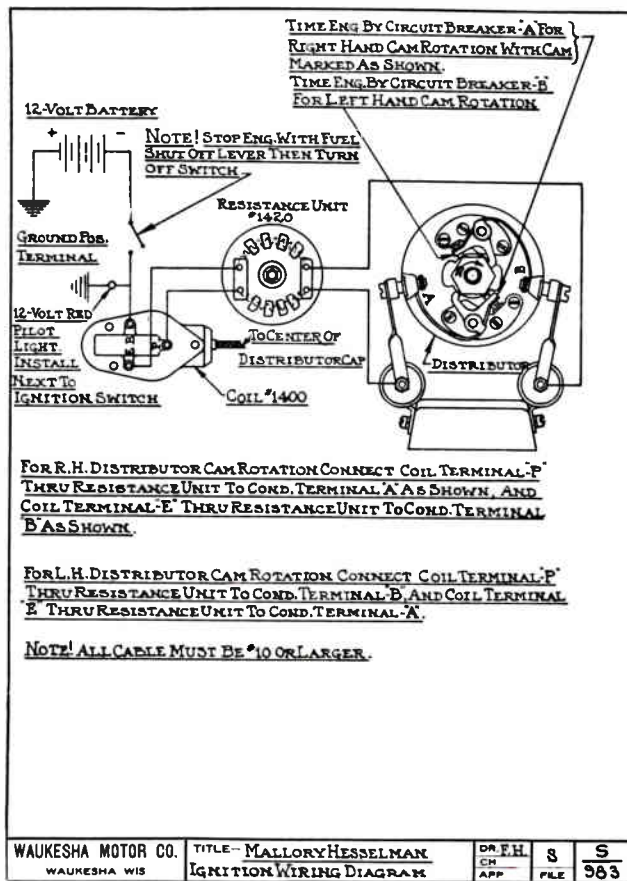 TIME ENG BY CIRCUIT BREAKER-"A" FOR
RIGHT HAND CAM ROTATION WITH CAM
MARKED AS SHOWN.
TIME ENG. BY CIRCUIT BREAKER-"B"
FOR LEFT HAND CAM ROTATION
12-VOLT BATTERY
+ -
NOTE! STOP ENG. WITH FUEL
SHUT OFF LEVER THEN TURN
OFF SWITCH
RESISTANCE UNIT
#1420
GROUND POS.
TERMINAL
12-VOLT RED
PILOT
LIGHT
INSTALL
NEXT TO
IGNITION SWITCH
TO CENTER OF
DISTRIBUTOR CAP
COIL #1400
A
B
DISTRIBUTOR
FOR R.H. DISTRIBUTOR CAM ROTATION CONNECT COIL TERMINAL-"P"
THRU RESISTANCE UNIT TO COND. TERMINAL "A" AS SHOWN, AND
COIL TERMINAL-"E" THRU RESISTANCE UNIT TO COND. TERMINAL
"B" AS SHOWN.
FOR L.H. DISTRIBUTOR CAM ROTATION CONNECT COIL TERMINAL-"P"
THRU RESISTANCE UNIT TO COND. TERMINAL-"B", AND COIL TERMINAL
"E" THRU RESISTANCE UNIT TO COND. TERMINAL-"A".
NOTE! ALL CABLE MUST BE #10 OR LARGER.
WAUKESHA MOTOR CO.
WAUKESHA WIS
TITLE- MALLORY HESSELMAN
IGNITION WIRING DIAGRAM
DR. F.H.
CH
APP
8
FILE
S
983